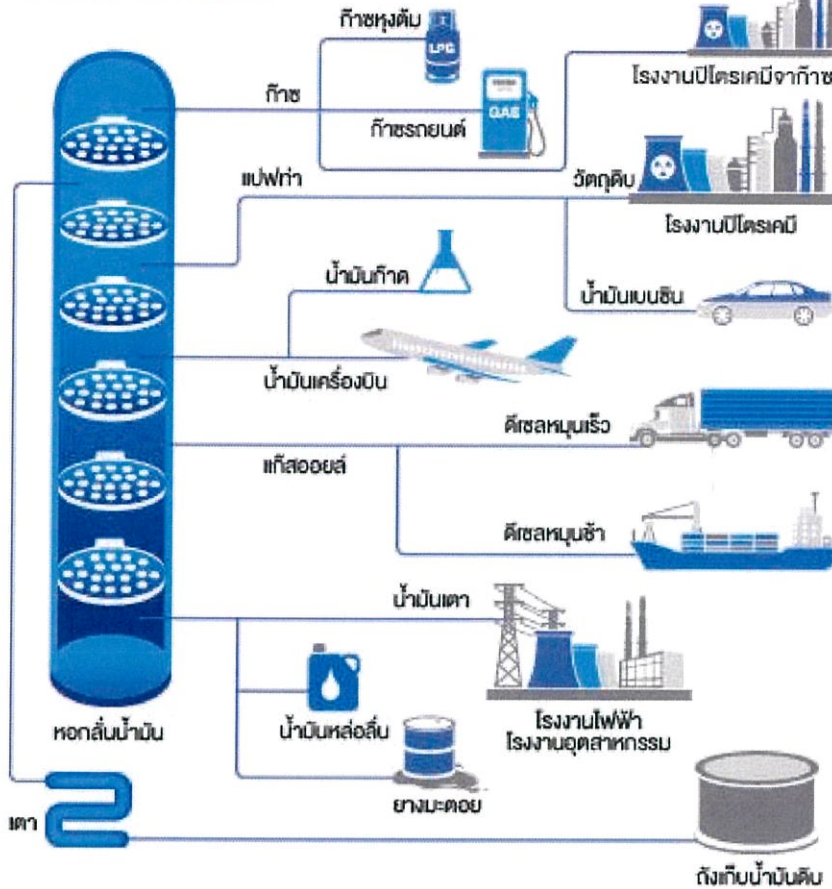 ก๊าซหุงต้ม
LPG
โรงงานปิโตรเคมีจาก๊าซ
ก๊าซ
GAS
ก๊าซรถยนต์
แปฟท่า
วัตถุดิบ
โรงงานปิโตรเคมี
น้ำมันก๊าด
น้ำมันเบนซิน
น้ำมันเครื่องบิน
ดีเซลหมุนเร็ว
แก๊สออยล์
ดีเซลหมุนช้า
น้ำมันเตา
หอกลั่นน้ำมัน
น้ำมันหล่อลื่น
โรงงานไฟฟ้า
โรงงานอุตสาหกรรม
ยางมะตอย
เตา
ถังเก็บน้ำมันดิบ